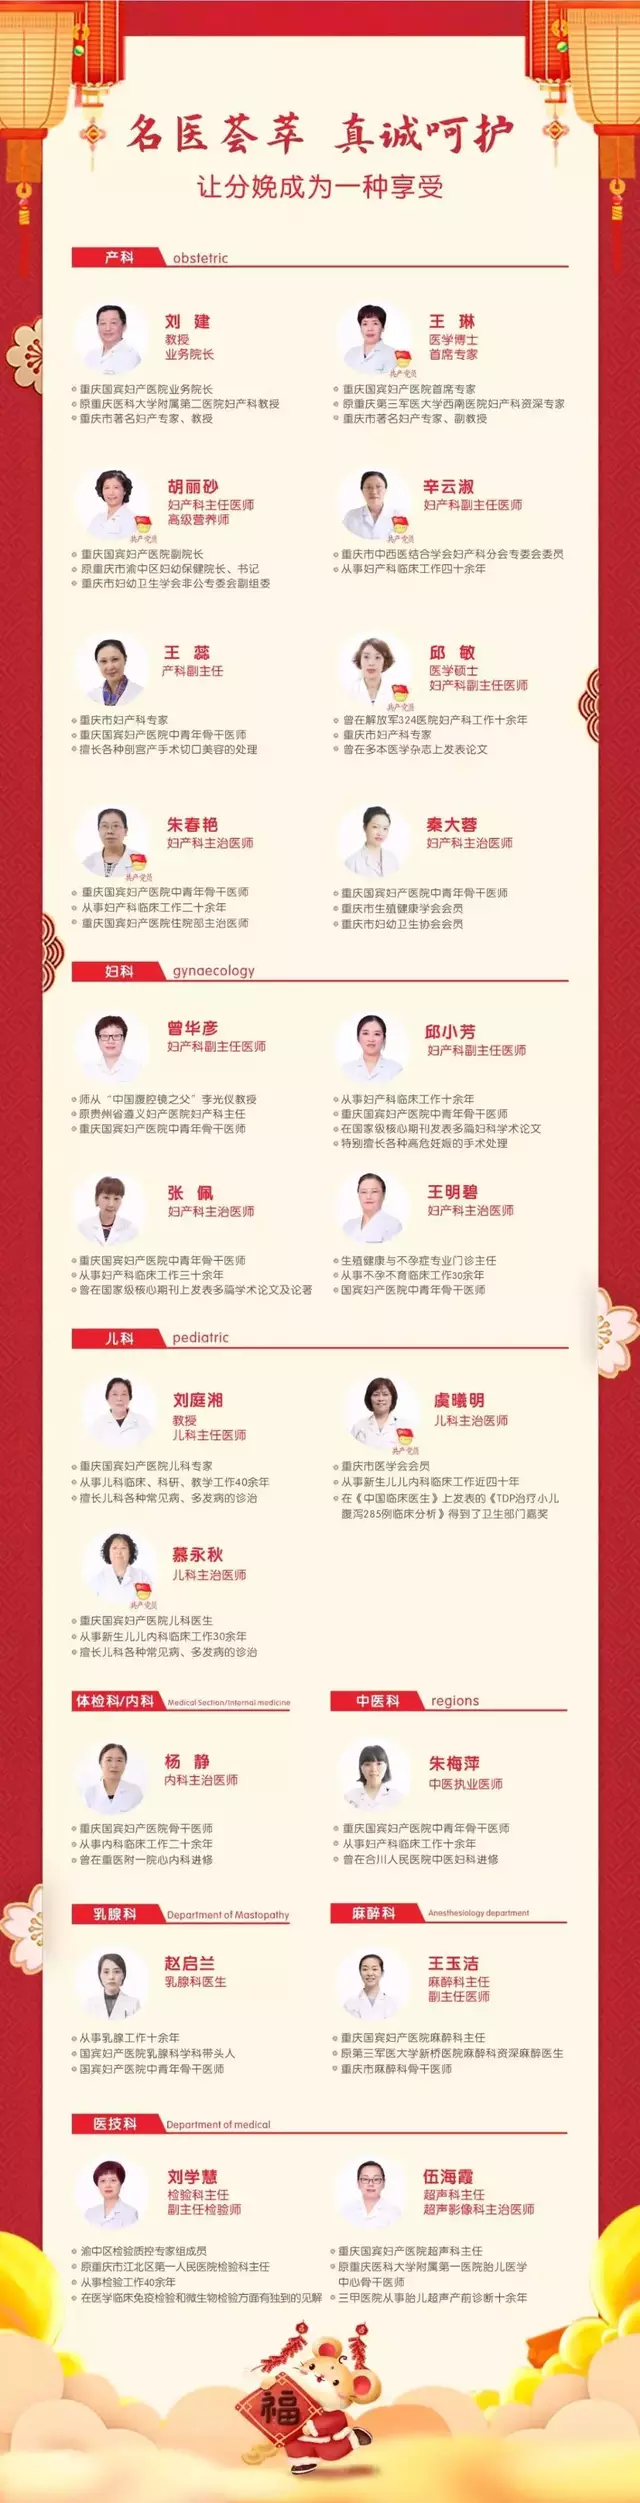 名医荟萃 真诚呵护
让分娩成为一种享受
产科 obstetric
刘 建
教授
业务院长
重庆国宾妇产医院业务院长
原重庆医科大学附属第二医院妇产科教授
重庆市著名妇产专家、教授
王 琳
医学博士
首席专家
共产党员
重庆国宾妇产医院首席专家
原重庆第三军医大学西南医院妇产科资深专家
重庆市著名妇产专家、副教授
胡丽砂
妇产科主任医师
高级营养师
共产党员
重庆国宾妇产医院副院长
原重庆市渝中区妇幼保健院长、书记
重庆市妇幼卫生学会非公专委会副组委
辛云淑
妇产科副主任医师
共产党员
重庆市中西医结合学会妇产科分会专委会委员
从事妇产科临床工作四十余年
王 蕊
产科副主任
重庆市妇产科专家
重庆国宾妇产医院中青年骨干医师
擅长各种剖宫产手术切口美容的处理
邱 敏
医学硕士
妇产科副主任医师
共产党员
曾在解放军324医院妇产科工作十余年
重庆市妇产科专家
曾在多本医学杂志上发表论文
朱春艳
妇产科主治医师
共产党员
重庆国宾妇产医院中青年骨干医师
从事妇产科临床工作二十余年
重庆国宾妇产医院住院部主治医师
秦大蓉
妇产科主治医师
重庆国宾妇产医院中青年骨干医师
重庆市生殖健康学会会员
重庆市妇幼卫生协会会员
妇科 gynaecology
曾华彦
妇产科副主任医师
师从“中国腹腔镜之父”李光仪教授
原贵州省遵义妇产医院妇产科主任
重庆国宾妇产医院中青年骨干医师
邱小芳
妇产科副主任医师
从事妇产科临床工作十余年
重庆国宾妇产医院中青年骨干医师
在国家级核心期刊发表多篇妇科学术论文
特别擅长各种高危妊娠的手术处理
张 佩
妇产科主治医师
重庆国宾妇产医院中青年骨干医师
从事妇产科临床工作三十余年
曾在国家级核心期刊上发表多篇学术论文及论著
王明碧
妇产科主治医师
生殖健康与不孕症专业门诊主任
从事不孕不育临床工作30余年
国宾妇产医院中青年骨干医师
儿科 pediatric
刘庭湘
教授
儿科主任医师
重庆国宾妇产医院儿科专家
从事儿科临床、科研、教学工作40余年
擅长儿科各种常见病、多发病的诊治
虞曦明
儿科主治医师
共产党员
重庆市医学会会员
从事新生儿儿内科临床工作近四十年
在《中国临床医生》上发表的《TDP治疗小儿
腹泻285例临床分析》得到了卫生部门嘉奖
慕永秋
儿科主治医师
共产党员
重庆国宾妇产医院儿科医生
从事新生儿儿内科临床工作30余年
擅长儿科各种常见病、多发病的诊治
体检科/内科 Medical Section/Internal medicine
杨 静
内科主治医师
重庆国宾妇产医院骨干医师
从事内科临床工作二十余年
曾在重医附一院心内科进修
中医科 regions
朱梅萍
中医执业医师
重庆国宾妇产医院中青年骨干医师
从事妇产科临床工作十余年
曾在合川人民医院中医妇科进修
乳腺科 Department of Mastopathy
赵启兰
乳腺科医生
从事乳腺工作十余年
国宾妇产医院乳腺科学科带头人
国宾妇产医院中青年骨干医师
麻醉科 Anosthesiology department
王玉洁
麻醉科主任
副主任医师
重庆国宾妇产医院麻醉科主任
原第三军医大学新桥医院麻醉科资深麻醉医生
重庆市麻醉科骨干医师
医技科 Department of medical
刘学慧
检验科主任
副主任检验师
渝中区检验质控专家组成员
原重庆市江北区第一人民医院检验科主任
从事检验工作40余年
在医学临床免疫检验和微生物检验方面有独到的见解
伍海霞
超声科主任
超声影像科主治医师
重庆国宾妇产医院超声科主任
原重庆医科大学附属第一医院胎儿医学
中心骨干医师
三甲医院从事胎儿超声产前诊断十余年
福